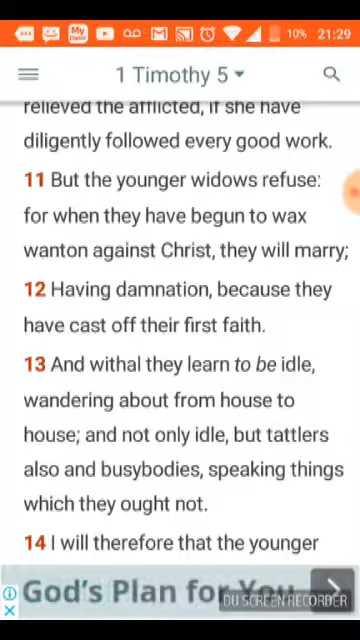 My
10% 21:29
1 Timothy 5
relieved the afflicted, if she have
diligently followed every good work.
11 But the younger widows refuse:
for when they have begun to wax
wanton against Christ, they will marry;
12 Having damnation, because they
have cast off their first faith.
13 And withal they learn to be idle,
wandering about from house to
house; and not only idle, but tattlers
also and busybodies, speaking things
which they ought not.
14 I will therefore that the younger
God's Plan for You
DU SCREEN RECORDER